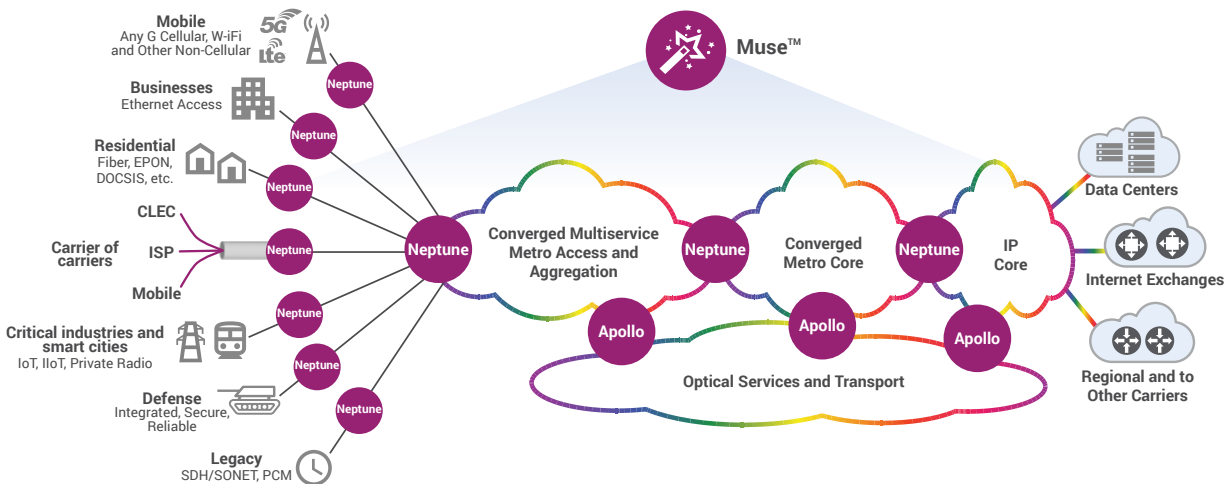 Mobile
Any G Cellular, W-iFi
and Other Non-Cellular
5G
lte
Neptune
Businesses
Ethernet Access
Neptune
Residential
Fiber, EPON,
DOCSIS, etc.
Neptune
CLEC
Carrier of
carriers
ISP
Mobile
Neptune
Critical industries and
smart cities
IoT, IIoT, Private Radio
Neptune
Defense
Integrated, Secure,
Reliable
Neptune
Legacy
SDH/SONET, PCM
Neptune
Muse™
Neptune
Converged Multiservice
Metro Access and
Aggregation
Neptune
Converged
Metro Core
Neptune
IP
Core
Apollo
Apollo
Apollo
Optical Services and Transport
Data Centers
Internet Exchanges
Regional and to
Other Carriers